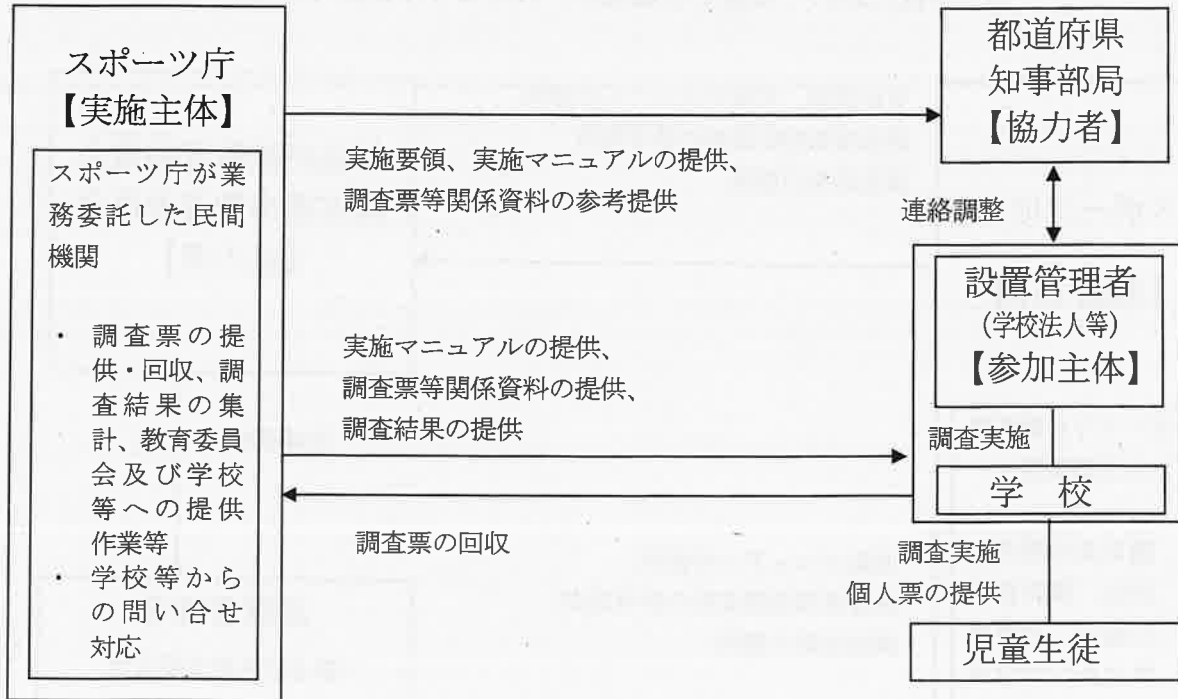 スポーツ庁
【実施主体】
スポーツ庁が業
務委託した民間
機関
・ 調査票の提
供・回収、調
査結果の集
計、教育委員
会及び学校
等への提供
作業等
・ 学校等から
の問い合せ
対応
実施要領、実施マニュアルの提供、
調査票等関係資料の参考提供
実施マニュアルの提供、
調査票等関係資料の提供、
調査結果の提供
調査票の回収
都道府県
知事部局
【協力者】
連絡調整
設置管理者
（学校法人等）
【参加主体】
調査実施
学 校
調査実施
個人票の提供
児童生徒